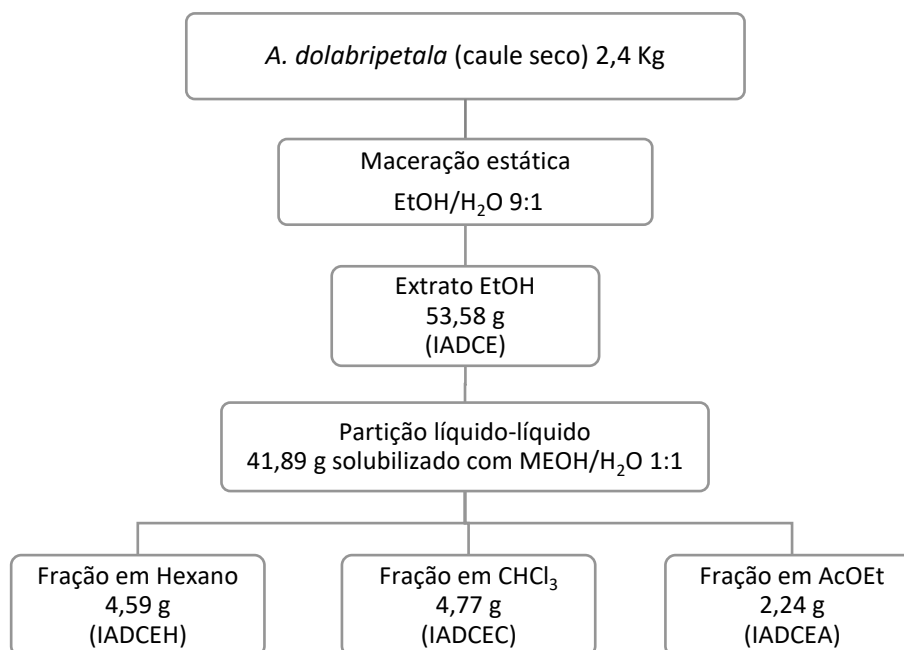 A. dolabripetala (caule seco) 2,4 Kg
Maceração estática
EtOH/H₂O 9:1
Extrato EtOH
53,58 g
(IADCE)
Partição líquido-líquido
41,89 g solubilizado com MEOH/H₂O 1:1
Fração em Hexano
4,59 g
(IADCEH)
Fração em CHCl₃
4,77 g
(IADCEC)
Fração em AcOEt
2,24 g
(IADCEA)